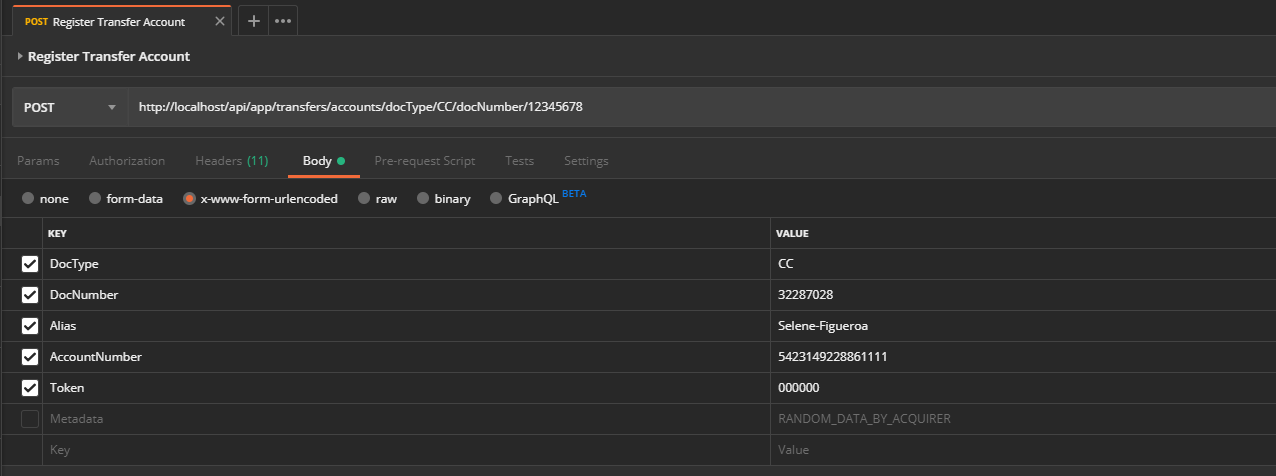 POST Register Transfer Account
Register Transfer Account
POST http://localhost/api/app/transfers/accounts/docType/CC/docNumber/12345678
Params Authorization Headers (11) Body Pre-request Script Tests Settings
none form-data x-www-form-urlencoded raw binary GraphQL BETA
KEY VALUE
DocType CC
DocNumber 32287028
Alias Selene-Figueroa
AccountNumber 5423149228861111
Token 000000
Metadata RANDOM_DATA_BY_ACQUIRER
Key Value